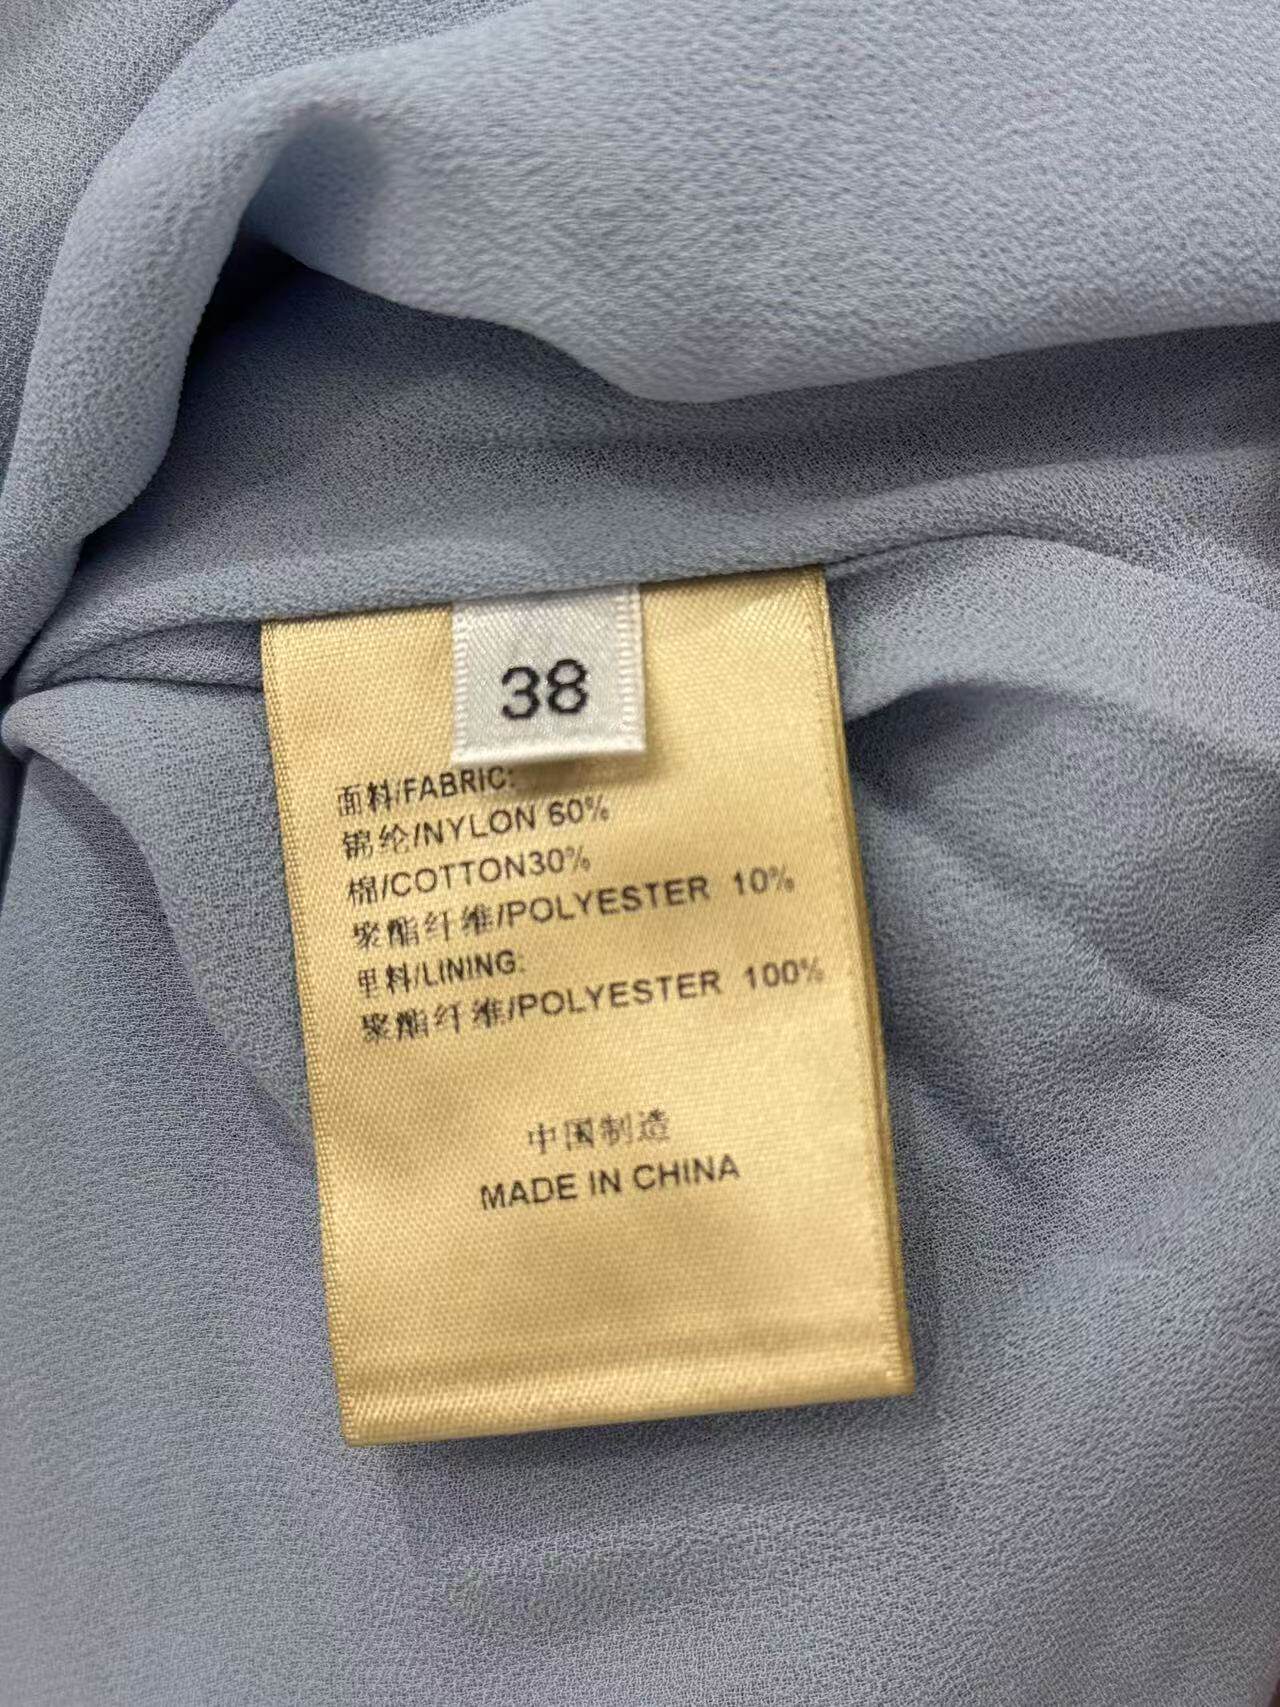 38
面料/FABRIC:
锦纶/NYLON 60%
棉/COTTON30%
聚酯纤维/POLYESTER 10%
里料/LINING:
聚酯纤维/POLYESTER 100%
中国制造
MADE IN CHINA